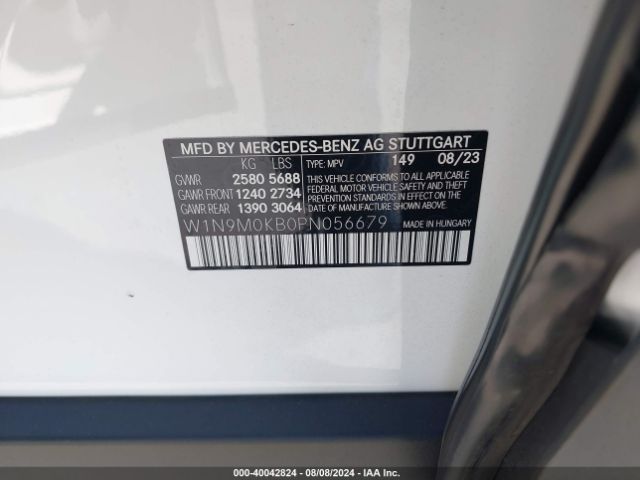 MFD BY MERCEDES-BENZ AG STUTTGART
KG LBS TYPE: MPV 149 08/23
GVWR 2580 5688
GAWR FRONT 1240 2734
GAWR REAR 1390 3064
THIS VEHICLE CONFORMS TO ALL APPLICABLE
FEDERAL MOTOR VEHICLE SAFETY AND THEFT
PREVENTION STANDARDS IN EFFECT ON THE
DATE OF MANUFACTURE SHOWN ABOVE.
W1N9M0KB0PN056679 MADE IN HUNGARY
000-40042824 | 08/08/2024 | IAA Holdings, LLC.